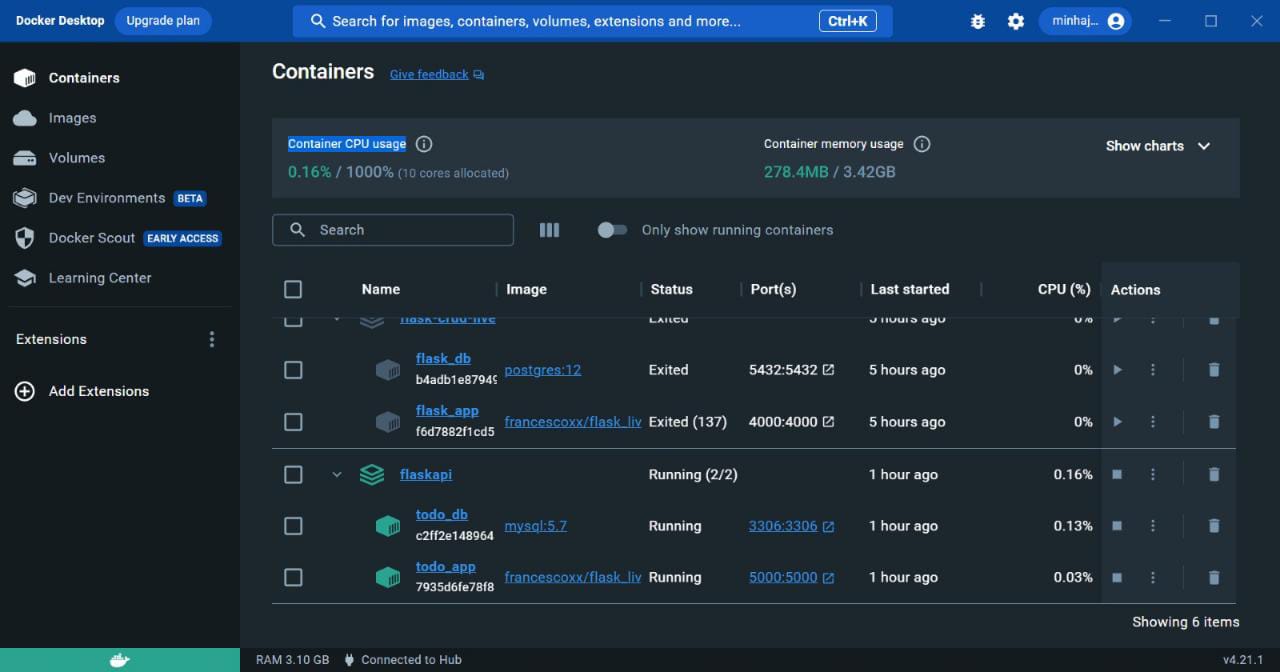 Docker Desktop Upgrade plan Search for images, containers, volumes, extensions and more... Ctrl+K minhaj...
Containers
Images
Volumes
Dev Environments BETA
Docker Scout EARLY ACCESS
Learning Center
Extensions
Add Extensions
Containers Give feedback
Container CPU usage
0.16% / 1000% (10 cores allocated)
Container memory usage
278.4MB / 3.42GB
Show charts
Search Only show running containers
Name Image Status Port(s) Last started CPU (%) Actions
flask-crud-live Exited 5 hours ago 0%
flask_db
b4adb1e87949 postgres:12 Exited 5432:5432 5 hours ago 0%
flask_app
f6d7882f1cd5 francescoxx/flask_liv Exited (137) 4000:4000 5 hours ago 0%
flaskapi Running (2/2) 1 hour ago 0.16%
todo_db
c2ff2e148964 mysql:5.7 Running 3306:3306 1 hour ago 0.13%
todo_app
7935d6fe78f8 francescoxx/flask_liv Running 5000:5000 1 hour ago 0.03%
Showing 6 items
RAM 3.10 GB Connected to Hub v4.21.1